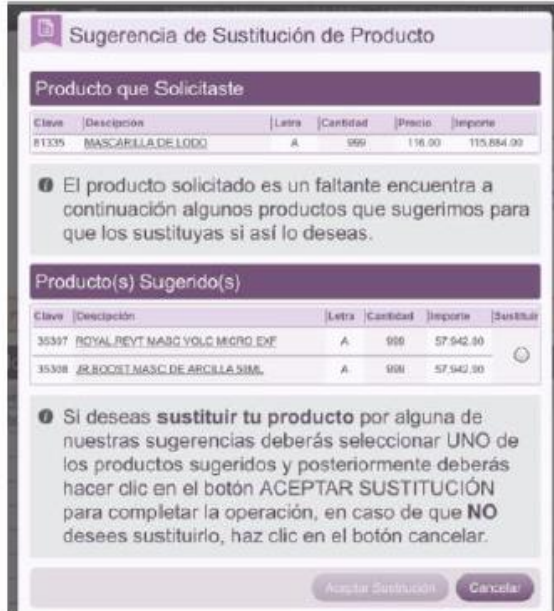 Sugerencia de Sustitución de Producto
Producto que Solicitaste
Clave |Descipción |Letra |Cantidad |Precio |Importe
81335 MASCARILLA DE LODO A 999 116.00 115,884.00
El producto solicitado es un faltante encuentra a
continuación algunos productos que sugerimos para
que los sustituyas si así lo deseas.
Producto(s) Sugerido(s)
Clave |Descipción |Letra |Cantidad |Importe |Sustituir
35307 ROYAL REVT MASC VOLC MICRO EXF A 999 57,942.00
35308 JR BOOST MASC DE ARCILLA 50ML A 999 57,942.00
Si deseas sustituir tu producto por alguna de
nuestras sugerencias deberás seleccionar UNO de
los productos sugeridos y posteriormente deberás
hacer clic en el botón ACEPTAR SUSTITUCIÓN
para completar la operación, en caso de que NO
desees sustituirlo, haz clic en el botón cancelar.
Aceptar Sustitución Cancelar